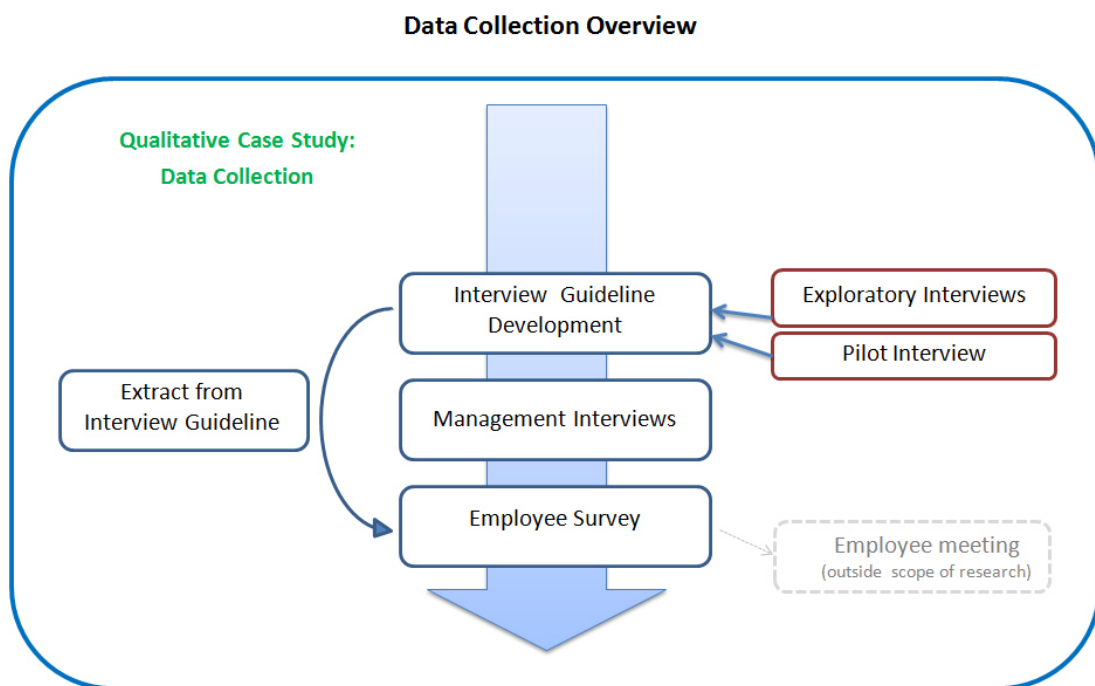 Data Collection Overview
Qualitative Case Study:
Data Collection
Interview Guideline
Development
Exploratory Interviews
Pilot Interview
Extract from
Interview Guideline
Management Interviews
Employee Survey
Employee meeting
(outside scope of research)